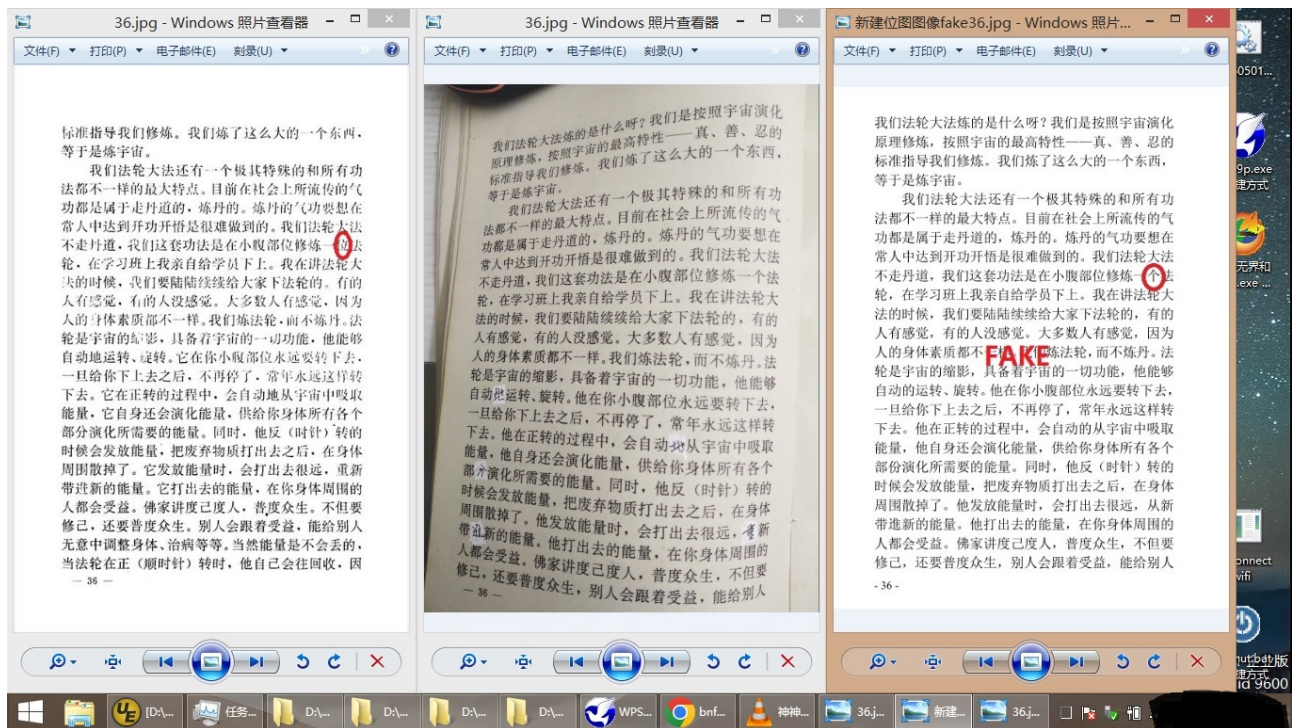 36.jpg - Windows 照片查看器
文件(F) 打印(P) 电子邮件(E) 刻录(U)
标准指导我们修炼。我们炼了这么大的一个东西，
等于是炼宇宙。
我们法轮大法还有一个极其特殊的和所有功
法都不一样的最大特点。目前在社会上所流传的气
功都是属于走丹道的，炼丹的。炼丹的气功要想在
常人中达到开功开悟是很难做到的。我们法轮大法
不走丹道，我们这套功法是在小腹部位修炼一位法
轮，在学习班上我亲自给学员下上。我在讲法轮大
法的时候，我们要陆陆续续给大家下法轮的。有的
人有感觉，有的人没感觉。大多数人有感觉，因为
人的身体素质都不一样。我们炼法轮，而不炼丹。法
轮是宇宙的缩影，具备着宇宙的一切功能，他能够
自动地运转、旋转。它在你小腹部位永远要转下去，
一旦给你下上去之后，不再停了，常年永远这样转
下去。它在正转的过程中，会自动地从宇宙中吸取
能量，它自身还会演化能量，供给你身体所有各个
部分演化所需要的能量。同时，他反（时针）转的
时候会发放能量，把废弃物质打出去之后，在身体
周围散掉了。它发放能量时，会打出去很远，重新
带进新的能量。它打出去的能量，在你身体周围的
人都会受益。佛家讲度己度人，普度众生。不但要
修己，还要普度众生。别人会跟着受益，能给别人
无意中调整身体、治病等等。当然能量是不会丢的，
当法轮在正（顺时针）转时，他自己会往回收，因
— 36 —
36.jpg - Windows 照片查看器
文件(F) 打印(P) 电子邮件(E) 刻录(U)
我们法轮大法炼的是什么呀？我们是按照宇宙演化
原理修炼，按照宇宙的最高特性——真、善、忍的
标准指导我们修炼。我们炼了这么大的一个东西，
等于是炼宇宙。
我们法轮大法还有一个极其特殊的和所有功
法都不一样的最大特点。目前在社会上所流传的气
功都是属于走丹道的，炼丹的。炼丹的气功要想在
常人中达到开功开悟是很难做到的。我们法轮大法
不走丹道，我们这套功法是在小腹部位修炼一个法
轮，在学习班上我亲自给学员下上。我在讲法轮大
法的时候，我们要陆陆续续给大家下法轮的，有的
人有感觉，有的人没感觉，大多数人有感觉，因为
人的身体素质都不一样。我们炼法轮，而不炼丹。法
轮是宇宙的缩影，具备着宇宙的一切功能，他能够
自动地运转、旋转。他在你小腹部位永远要转下去，
一旦给你下上去之后，不再停了，常年永远这样转
下去。他在正转的过程中，会自动地从宇宙中吸取
能量，他自身还会演化能量，供给你身体所有各个
部分演化所需要的能量。同时，他反（时针）转的
时候会发放能量，把废弃物质打出去之后，在身体
周围散掉了。他发放能量时，会打出去很远，重新
带进新的能量。他打出去的能量，在你身体周围的
人都会受益。佛家讲度己度人，普度众生，不但要
修己，还要普度众生，别人会跟着受益，能给别人
— 36 —
新建位图图像fake36.jpg - Windows 照片...
文件(F) 打印(P) 电子邮件(E) 刻录(U)
我们法轮大法炼的是什么呀？我们是按照宇宙演化
原理修炼，按照宇宙的最高特性——真、善、忍的
标准指导我们修炼。我们炼了这么大的一个东西，
等于是炼宇宙。
我们法轮大法还有一个极其特殊的和所有功
法都不一样的最大特点。目前在社会上所流传的气
功都是属于走丹道的，炼丹的。炼丹的气功要想在
常人中达到开功开悟是很难做到的。我们法轮大法
不走丹道，我们这套功法是在小腹部位修炼一个法
轮，在学习班上我亲自给学员下上。我在讲法轮大
法的时候，我们要陆陆续续给大家下法轮的，有的
人有感觉，有的人没感觉，大多数人有感觉，因为
人的身体素质都不 炼法轮，而不炼丹。法
FAKE
轮是宇宙的缩影，具备着宇宙的一切功能，他能够
自动的运转、旋转。他在你小腹部位永远要转下去，
一旦给你下上去之后，不再停了，常年永远这样转
下去。他在正转的过程中，会自动的从宇宙中吸取
能量，他自身还会演化能量，供给你身体所有各个
部份演化所需要的能量。同时，他反（时针）转的
时候会发放能量，把废弃物质打出去之后，在身体
周围散掉了。他发放能量时，会打出去很远，从新
带進新的能量。他打出去的能量，在你身体周围的
人都会受益。佛家讲度己度人，普度众生，不但要
修己，还要普度众生，别人会跟着受益，能给别人
- 36 -
0501...
9p.exe
捷方式
无界和
.exe ...
onnect
wifi
企业版
ld 9600
[D:\...
任务...
D:\...
D:\...
D:\...
D:\...
WPS...
bnf...
神神...
36.j...
新建...
36.j...